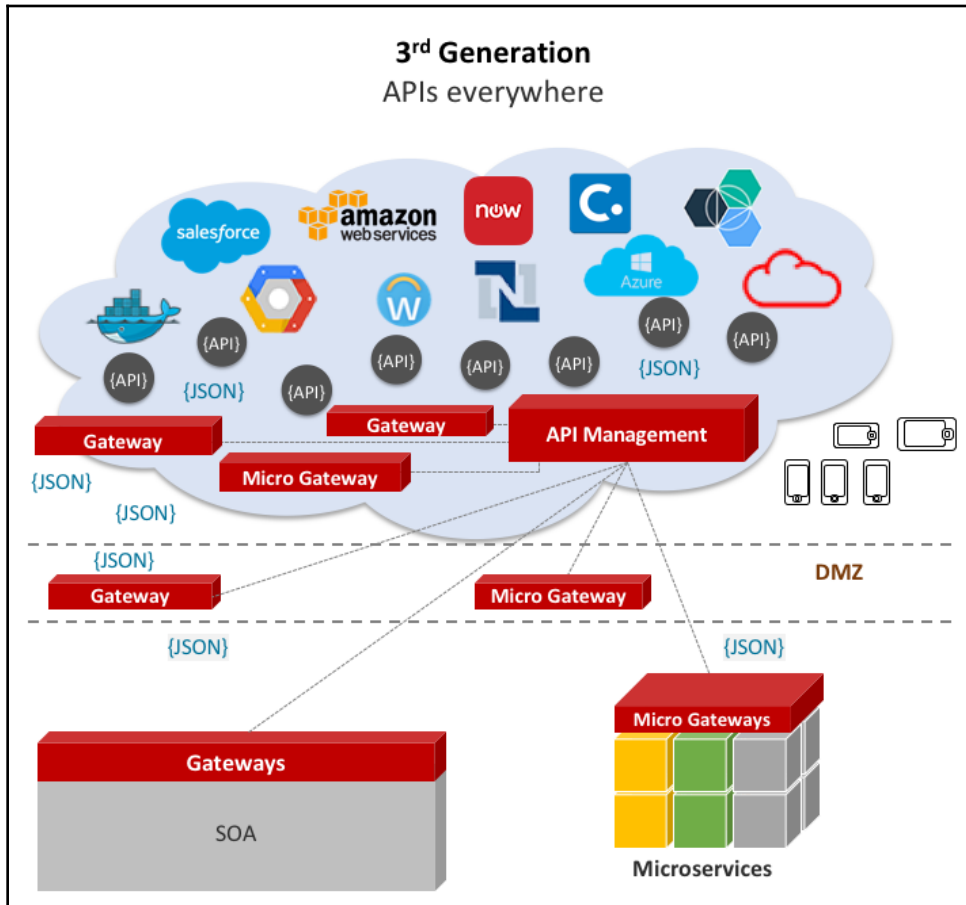 3rd Generation
APIs everywhere
salesforce
amazon
web services
now
C.
Azure
W
N
{API}
{API}
{API}
{API}
{API}
{API}
{API}
{API}
{JSON}
{JSON}
Gateway
Gateway
API Management
Micro Gateway
{JSON}
{JSON}
{JSON}
DMZ
Gateway
Micro Gateway
{JSON}
{JSON}
Micro Gateways
Gateways
SOA
Microservices